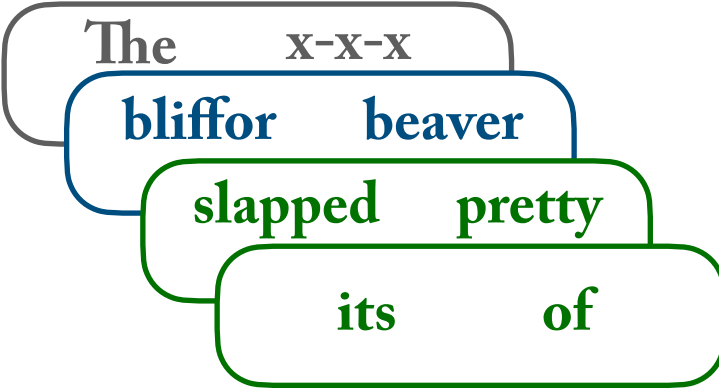 The x-x-x
bliffor beaver
slapped pretty
its of